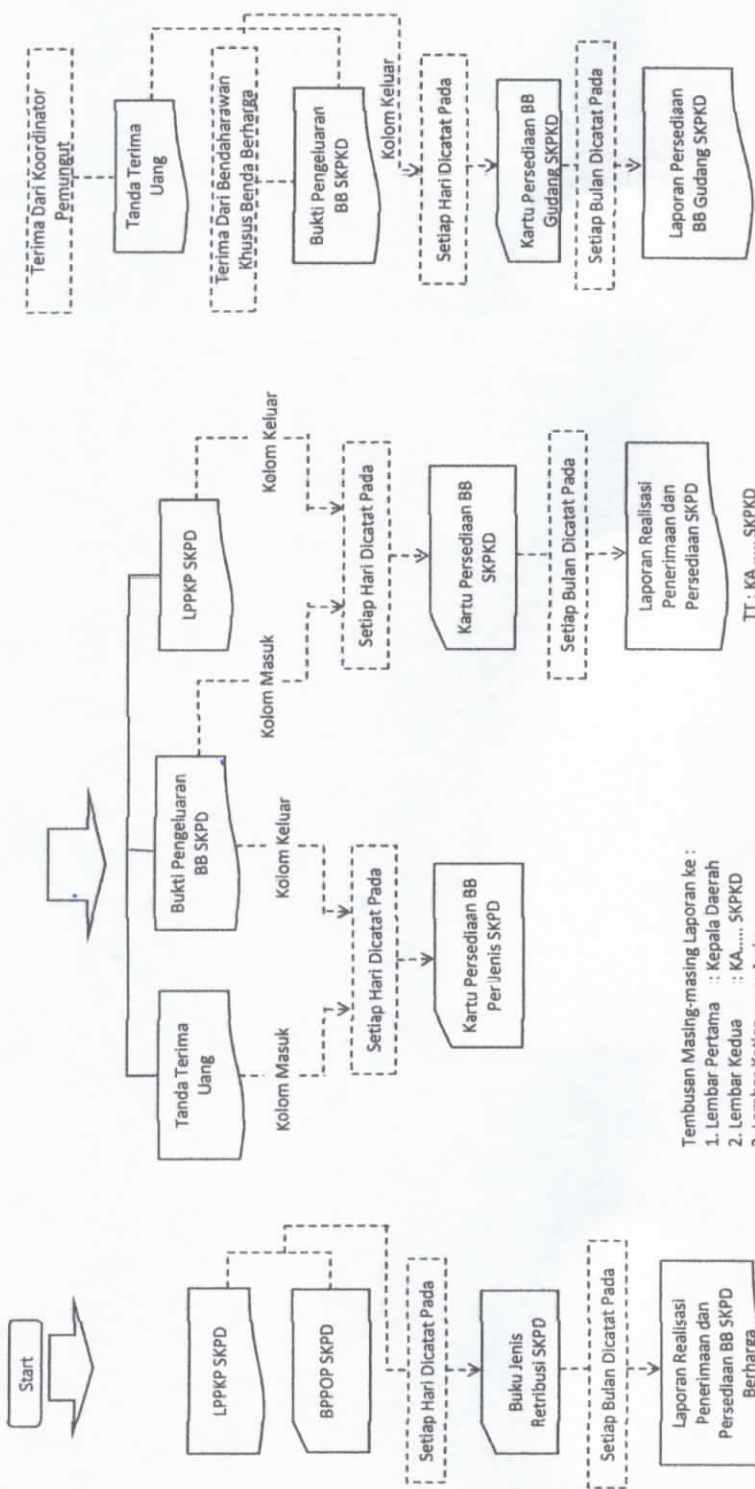 Start
LPPKP SKPD
BPPOP SKPD
Setiap Hari Dicatat Pada
Buku Jenis
Retribusi SKPD
Setiap Bulan Dicatat Pada
Laporan Realisasi
Penerimaan dan
Persediaan BB SKPD
Berharga
Tanda Terima
Uang
Kolom Masuk
Bukti Pengeluaran
BB SKPD
Kolom Keluar
Setiap Hari Dicatat Pada
Kartu Persediaan BB
Per Jenis SKPD
Kolom Masuk
LPPKP SKPD
Kolom Keluar
Setiap Hari Dicatat Pada
Kartu Persediaan BB
SKPKD
Setiap Bulan Dicatat Pada
Laporan Realisasi
Penerimaan dan
Persediaan SKPD
TT : KA ..... SKPKD
Tembusan Masing-masing Laporan ke :
1. Lembar Pertama :: Kepala Daerah
2. Lembar Kedua :: KA..... SKPKD
Terima Dari Koordinator
Pemungut
Tanda Terima
Uang
Terima Dari Bendaharawan
Khusus Benda Berharga
Bukti Pengeluaran
BB SKPKD
Kolom Keluar
Setiap Hari Dicatat Pada
Kartu Persediaan BB
Gudang SKPKD
Setiap Bulan Dicatat Pada
Laporan Persediaan
BB Gudang SKPKD